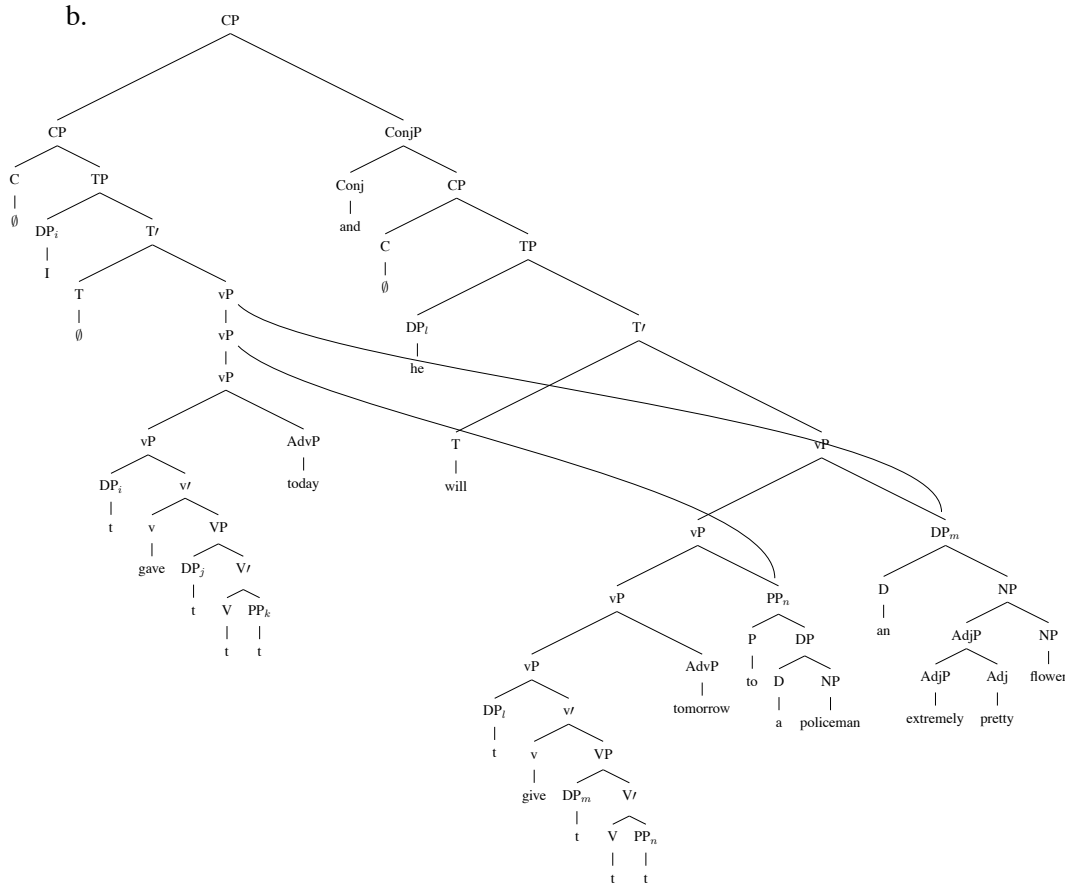 b.
CP
CP ConjP
C TP Conj CP
∅ DPi T′ and C TP
I T vP ∅ DPl T′
∅ vP he
vP
vP AdvP T vP
DPi v′ today will
t v VP vP DPm
gave DPj V′ vP PPn D NP
t V PPk P DP an AdjP NP
t t vP AdvP to D NP AdjP Adj flower
DPl v′ tomorrow a policeman extremely pretty
t v VP
give DPm V′
t V PPn
t t